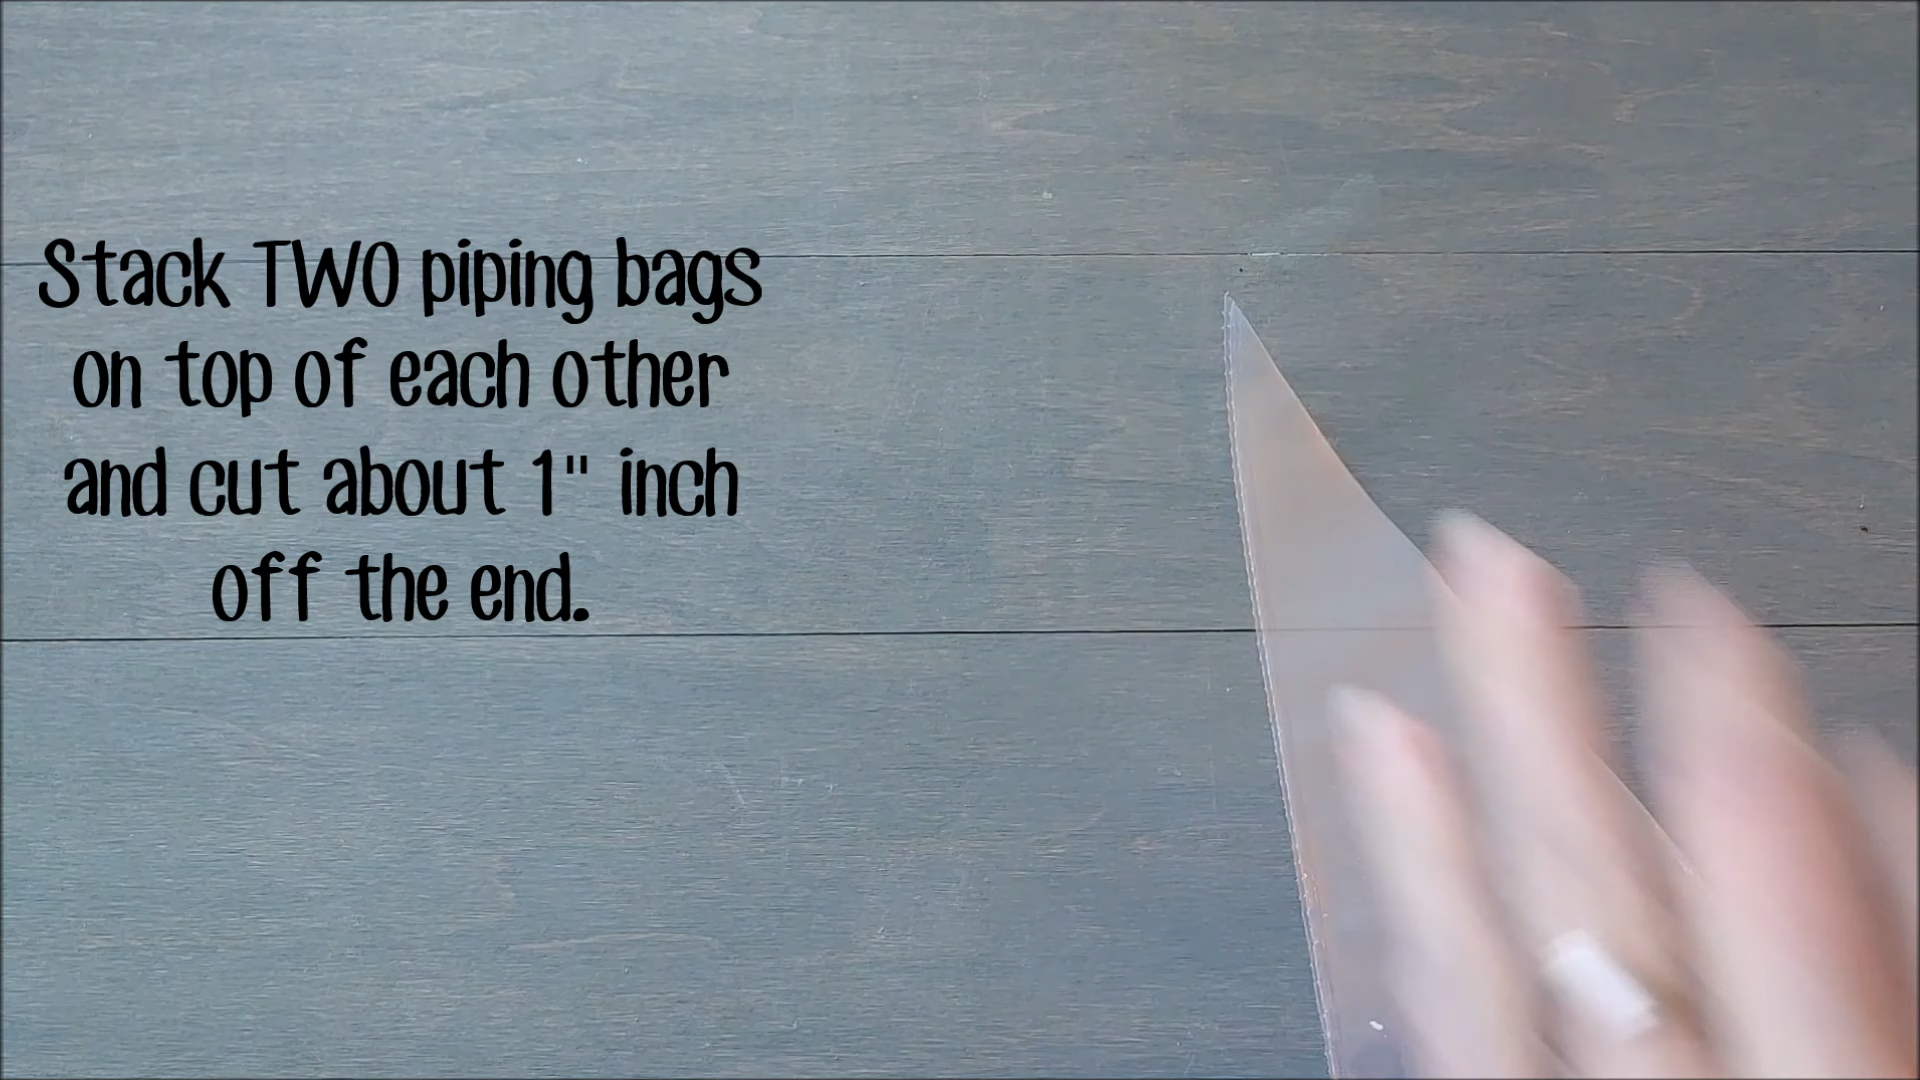 Stack TWO piping bags
on top of each other
and cut about 1" inch
off the end.